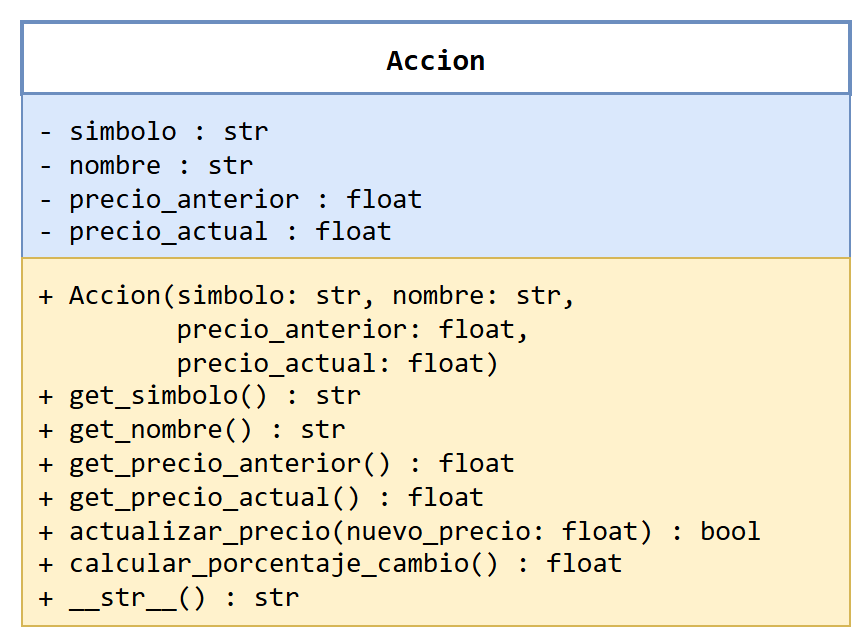 Accion
- simbolo : str
- nombre : str
- precio_anterior : float
- precio_actual : float
+ Accion(simbolo: str, nombre: str,
precio_anterior: float,
precio_actual: float)
+ get_simbolo() : str
+ get_nombre() : str
+ get_precio_anterior() : float
+ get_precio_actual() : float
+ actualizar_precio(nuevo_precio: float) : bool
+ calcular_porcentaje_cambio() : float
+ __str__() : str